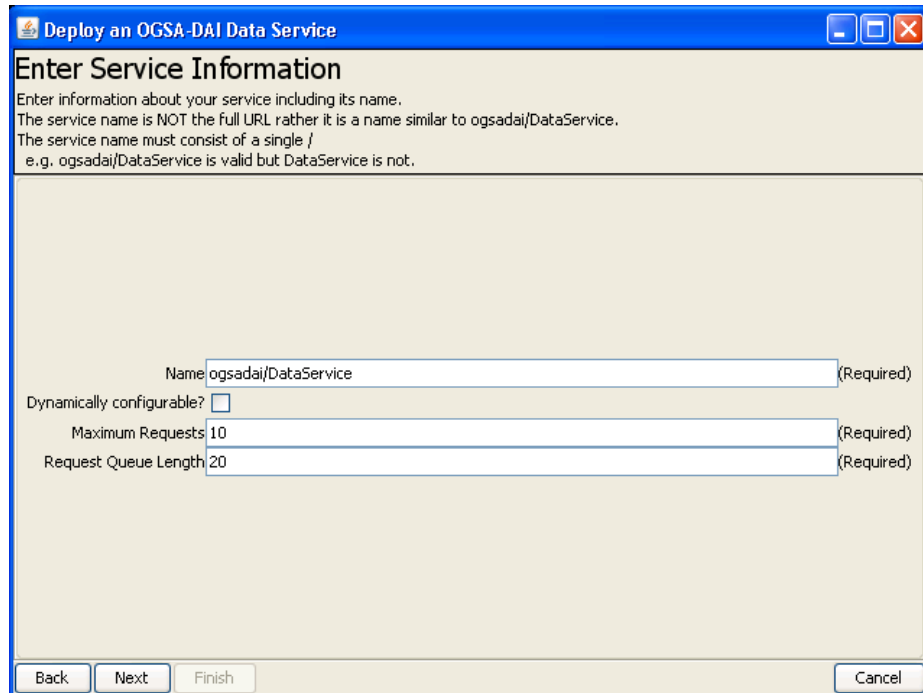 Deploy an OGSA-DAI Data Service
Enter Service Information
Enter information about your service including its name.
The service name is NOT the full URL rather it is a name similar to ogsadai/DataService.
The service name must consist of a single /
e.g. ogsadai/DataService is valid but DataService is not.
Name ogsadai/DataService (Required)
Dynamically configurable?
Maximum Requests 10 (Required)
Request Queue Length 20 (Required)
Back Next Finish Cancel